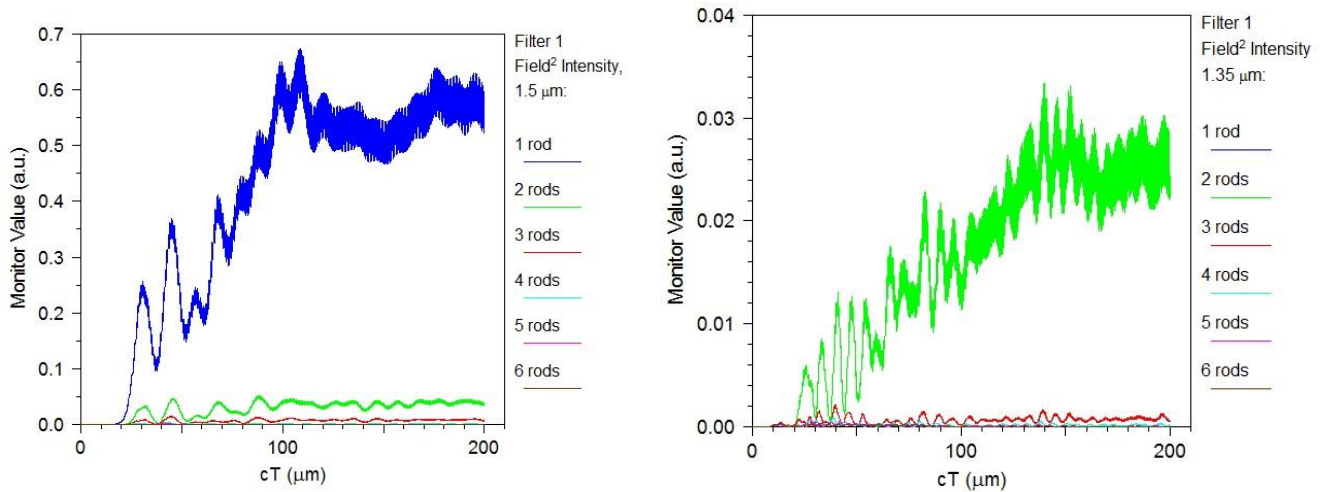 0.7
0.6
0.5
0.4
0.3
0.2
0.1
0.0
Monitor Value (a.u.)
0
100
200
cT (μm)
Filter 1
Field² Intensity,
1.5 μm:
1 rod
2 rods
3 rods
4 rods
5 rods
6 rods
0.04
0.03
0.02
0.01
0.00
Monitor Value (a.u.)
0
100
200
cT (μm)
Filter 1
Field² Intensity
1.35 μm:
1 rod
2 rods
3 rods
4 rods
5 rods
6 rods